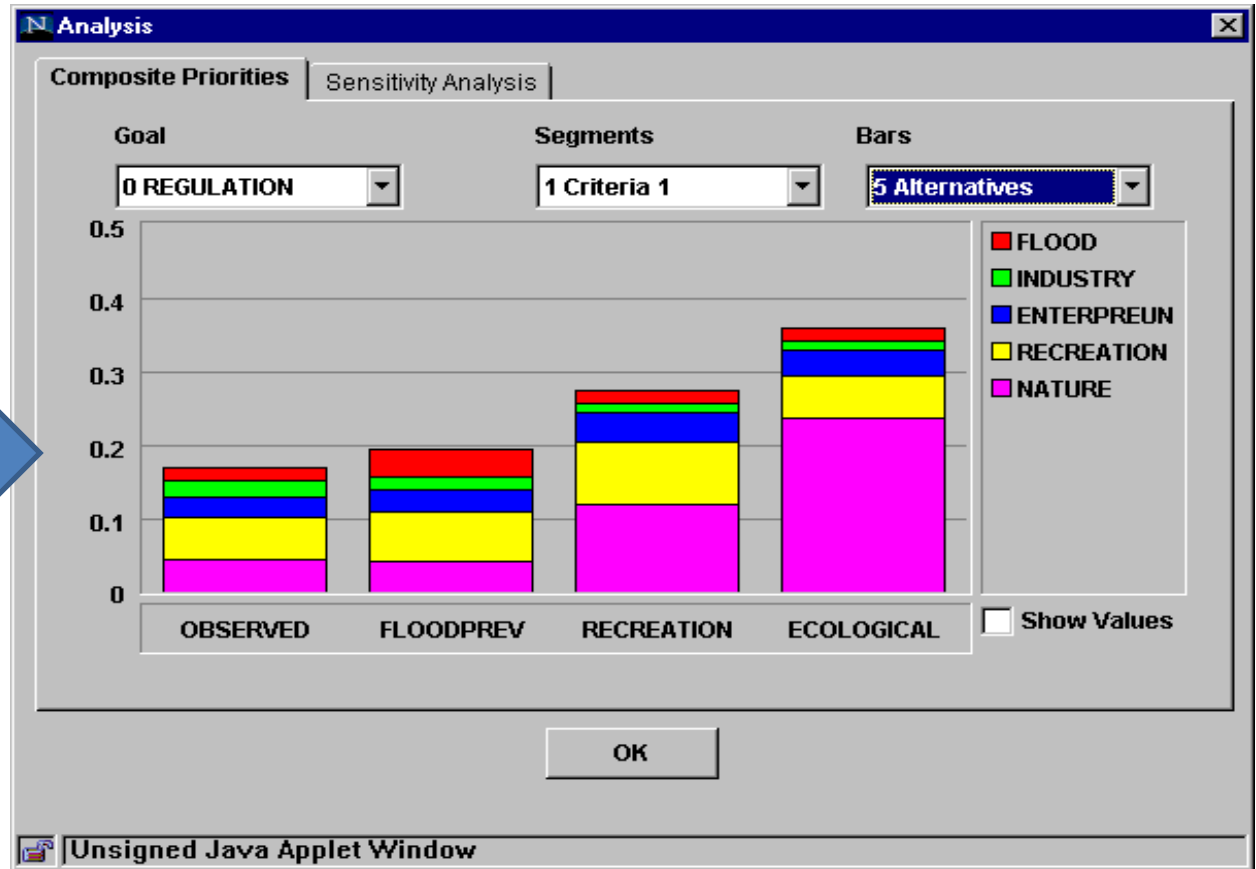 Analysis
Composite Priorities Sensitivity Analysis
Goal Segments Bars
0 REGULATION 1 Criteria 1 5 Alternatives
0.5
0.4
0.3
0.2
0.1
0
FLOOD
INDUSTRY
ENTERPREUN
RECREATION
NATURE
OBSERVED FLOODPREV RECREATION ECOLOGICAL
Show Values
OK
Unsigned Java Applet Window